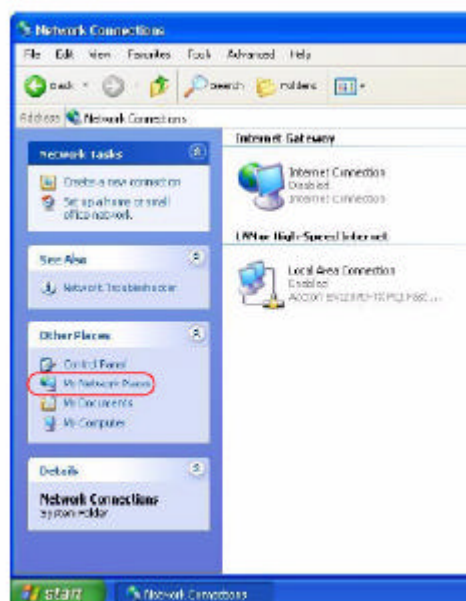 Network Connections
File Edit View Favorites Tools Advanced Help
Back Search Folders
Address Network Connections
Network Tasks
Create a new connection
Set up a home or small
office network
See Also
Network Troubleshooter
Other Places
Control Panel
My Network Places
My Documents
My Computer
Details
Network Connections
System Folder
Internet Gateway
Internet Connection
Disabled
Internet Connection
LAN or High-Speed Internet
Local Area Connection
Enabled
Accton
start Network Connections